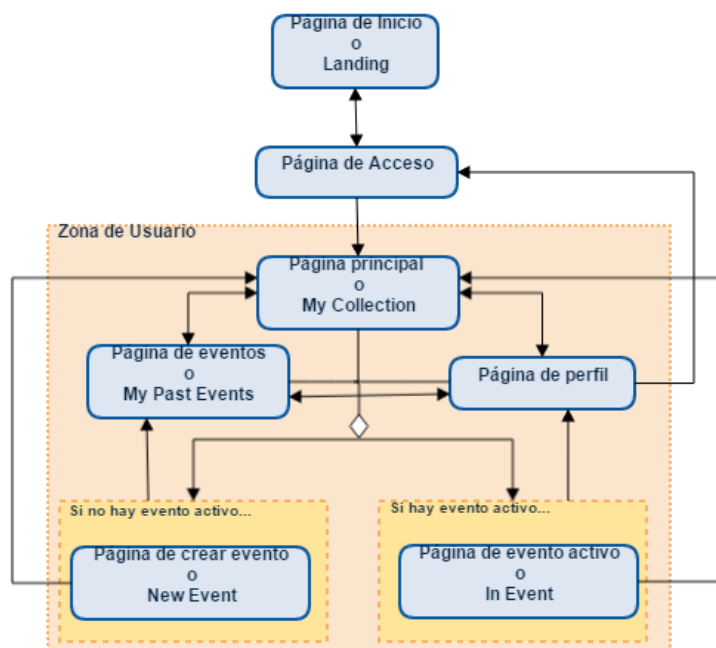 Página de Inicio
o
Landing
Página de Acceso
Zona de Usuario
Página principal
o
My Collection
Página de eventos
o
My Past Events
Página de perfil
Si no hay evento activo...
Si hay evento activo...
Página de crear evento
o
New Event
Página de evento activo
o
In Event